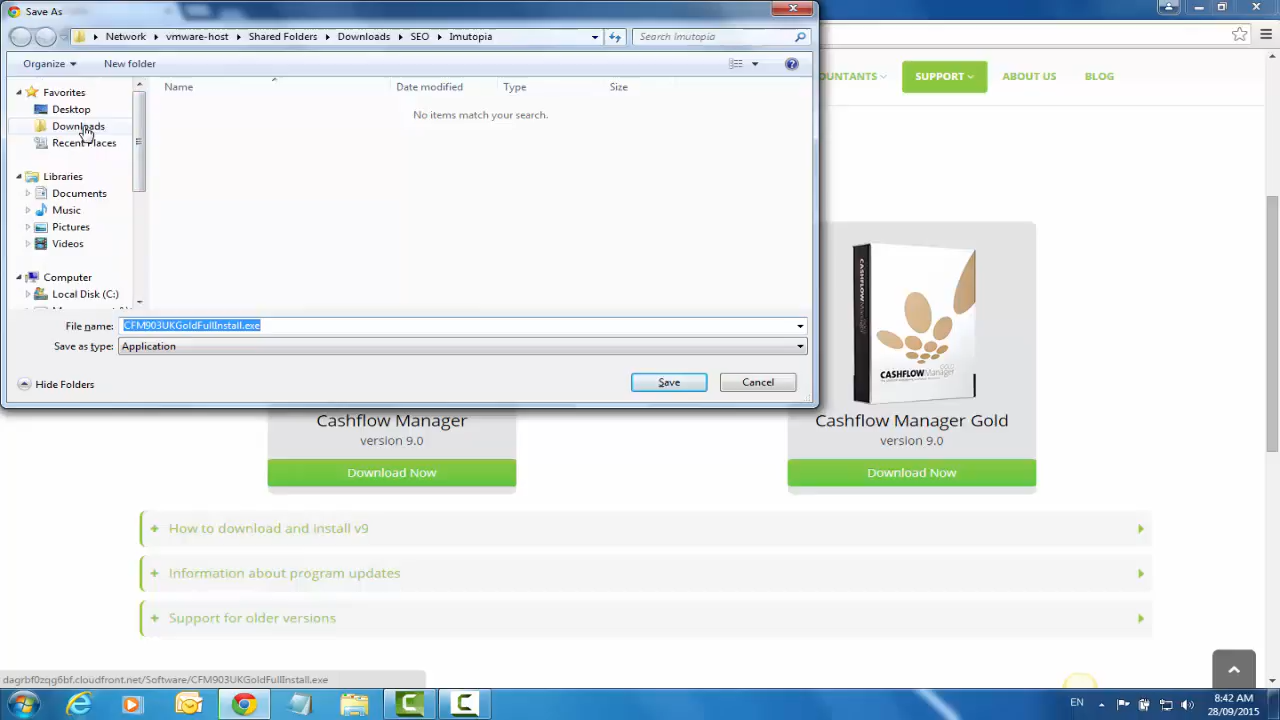 Save As
Network
vmware-host
Shared Folders
Downloads
SEO
Imutopia
Search Imutopia
Organize
New folder
Favorites
Desktop
Downloads
Recent Places
Libraries
Documents
Music
Pictures
Videos
Computer
Local Disk (C:)
Name
Date modified
Type
Size
No items match your search.
File name:
CFM903UKGoldFullInstall.exe
Save as type:
Application
Hide Folders
Save
Cancel
SUPPORT
ABOUT US
BLOG
CASHFLOW MANAGER
CASHFLOWManager
GOLD
Cashflow Manager
version 9.0
Download Now
Cashflow Manager Gold
version 9.0
Download Now
+ How to download and install v9
+ Information about program updates
+ Support for older versions
dagrbf0zqg6bf.cloudfront.net/Software/CFM903UKGoldFullInstall.exe
EN
8:42 AM
28/09/2015